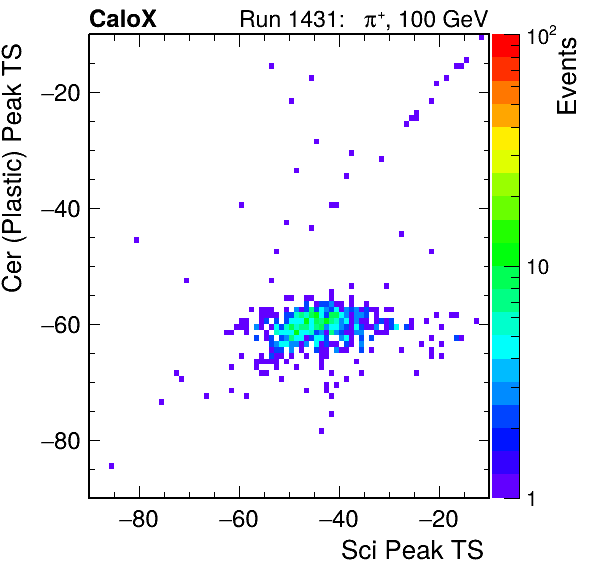 CaloX Run 1431: π⁺, 100 GeV
Cer (Plastic) Peak TS
−20
−40
−60
−80
−80 −60 −40 −20
Sci Peak TS
10²
10
1
Events